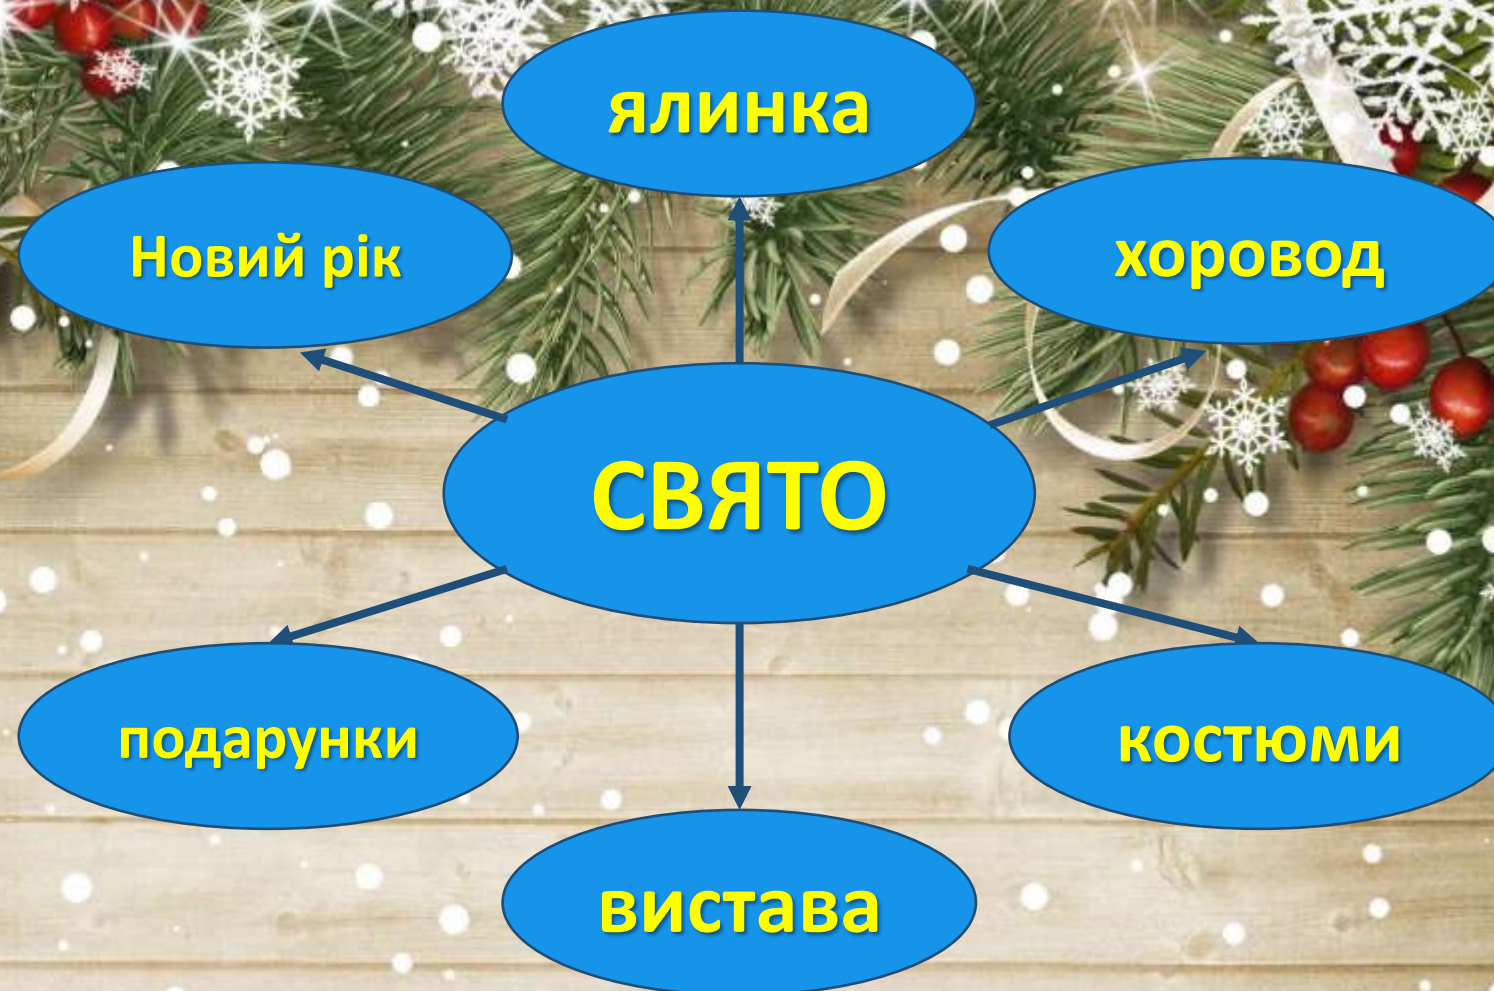 ялинка
Новий рік
хоровод
СВЯТО
подарунки
костюми
вистава